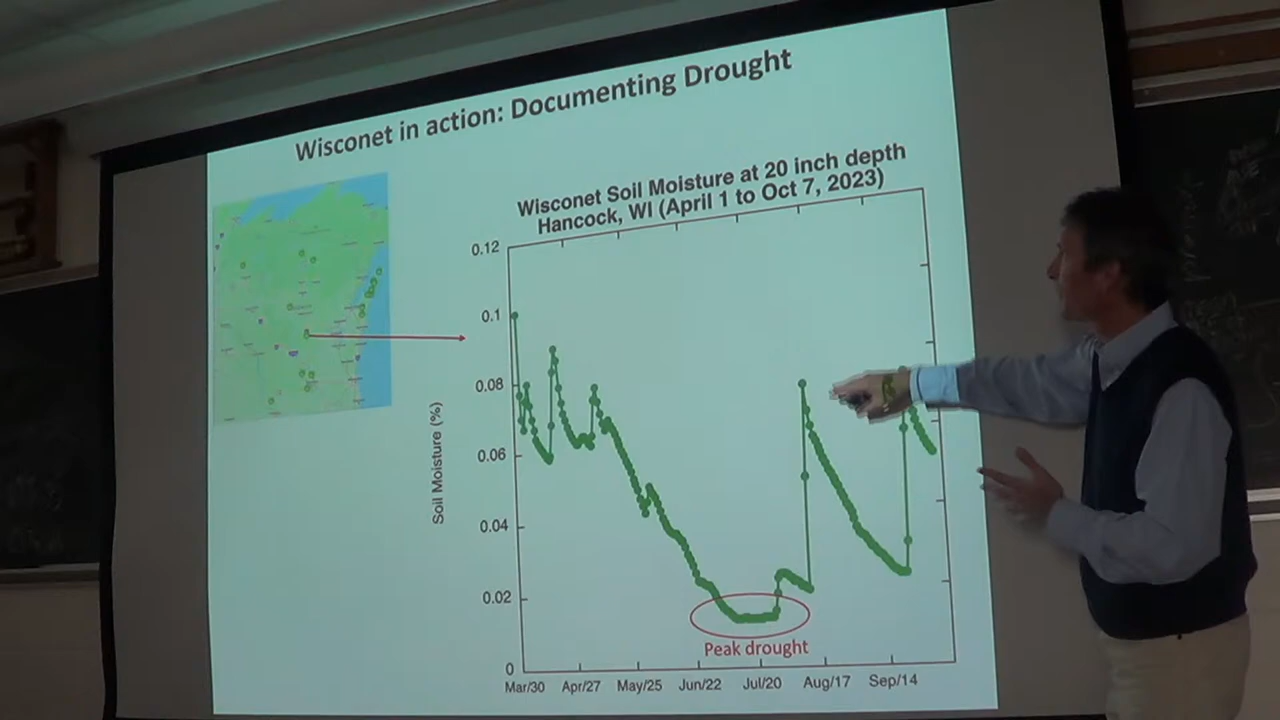 Wisconet in action: Documenting Drought
Wisconet Soil Moisture at 20 inch depth
Hancock, WI (April 1 to Oct 7, 2023)
0.12
0.1
0.08
0.06
0.04
0.02
0
Soil Moisture (%)
Peak drought
Mar/30 Apr/27 May/25 Jun/22 Jul/20 Aug/17 Sep/14